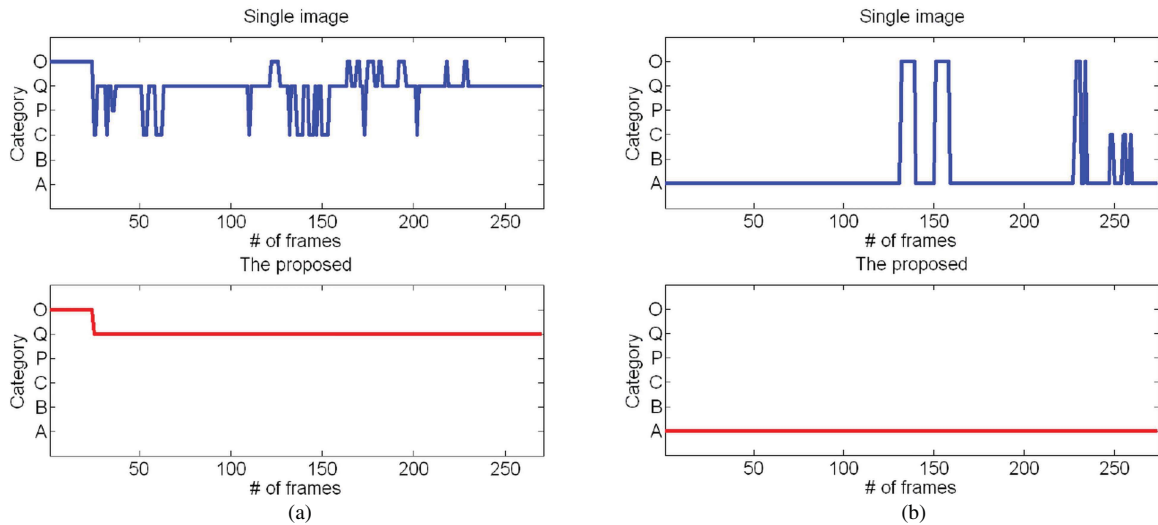 Single image
Category
O
Q
P
C
B
A
50 100 150 200 250
# of frames
The proposed
Category
O
Q
P
C
B
A
50 100 150 200 250
# of frames
(a)
Single image
Category
O
Q
P
C
B
A
50 100 150 200 250
# of frames
The proposed
Category
O
Q
P
C
B
A
50 100 150 200 250
# of frames
(b)